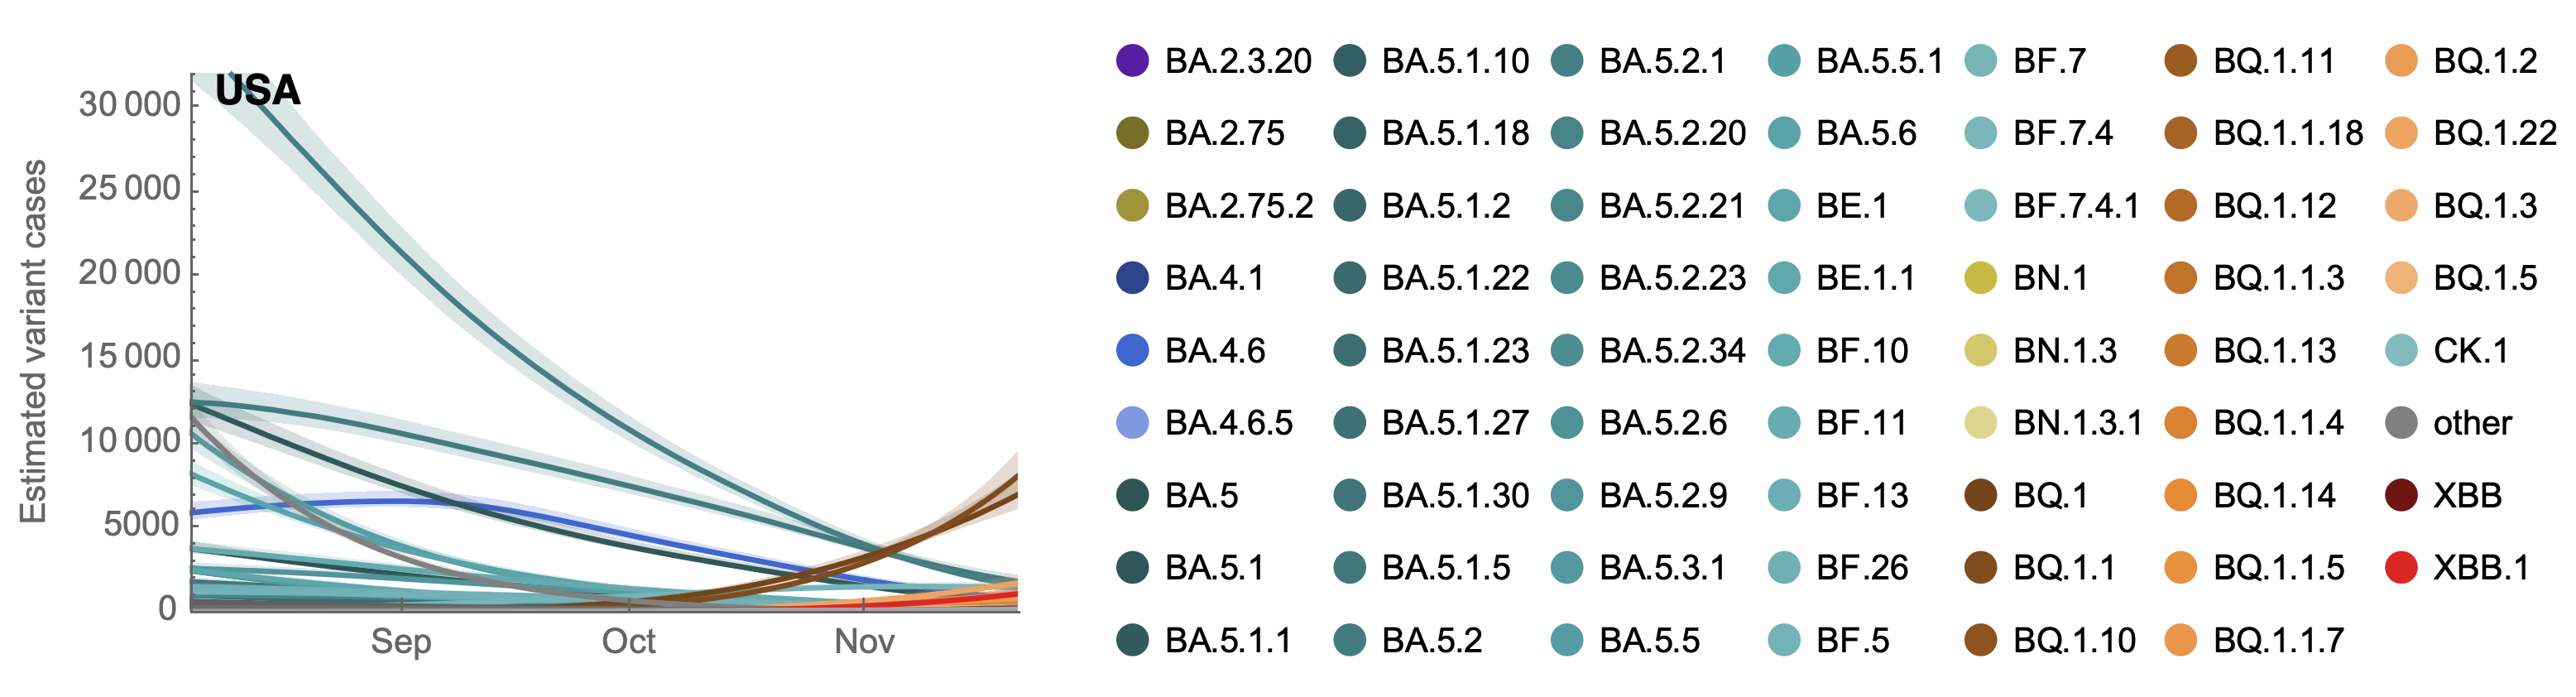 USA
Estimated variant cases
30 000
25 000
20 000
15 000
10 000
5000
0
Sep Oct Nov
BA.2.3.20 BA.5.1.10 BA.5.2.1 BA.5.5.1 BF.7 BQ.1.11 BQ.1.2
BA.2.75 BA.5.1.18 BA.5.2.20 BA.5.6 BF.7.4 BQ.1.1.18 BQ.1.22
BA.2.75.2 BA.5.1.2 BA.5.2.21 BE.1 BF.7.4.1 BQ.1.12 BQ.1.3
BA.4.1 BA.5.1.22 BA.5.2.23 BE.1.1 BN.1 BQ.1.1.3 BQ.1.5
BA.4.6 BA.5.1.23 BA.5.2.34 BF.10 BN.1.3 BQ.1.13 CK.1
BA.4.6.5 BA.5.1.27 BA.5.2.6 BF.11 BN.1.3.1 BQ.1.1.4 other
BA.5 BA.5.1.30 BA.5.2.9 BF.13 BQ.1 BQ.1.14 XBB
BA.5.1 BA.5.1.5 BA.5.3.1 BF.26 BQ.1.1 BQ.1.1.5 XBB.1
BA.5.1.1 BA.5.2 BA.5.5 BF.5 BQ.1.10 BQ.1.1.7